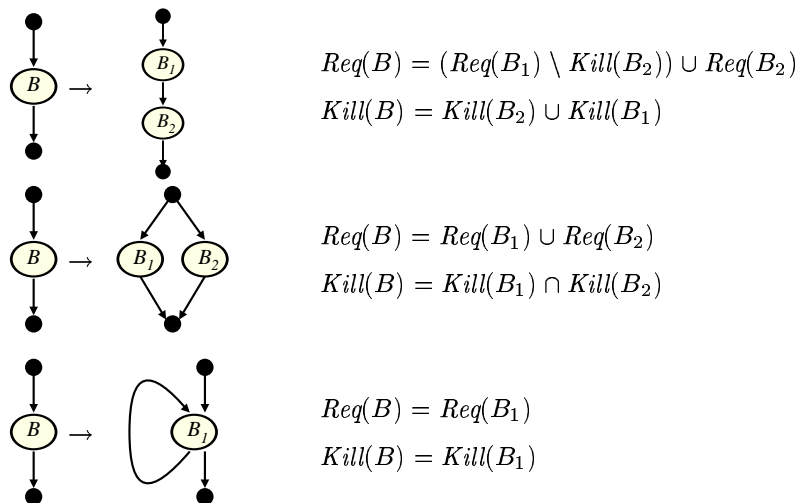 B → B1 B2
Req(B) = (Req(B1) \ Kill(B2)) ∪ Req(B2)
Kill(B) = Kill(B2) ∪ Kill(B1)
B → B1 B2
Req(B) = Req(B1) ∪ Req(B2)
Kill(B) = Kill(B1) ∩ Kill(B2)
B → B1
Req(B) = Req(B1)
Kill(B) = Kill(B1)